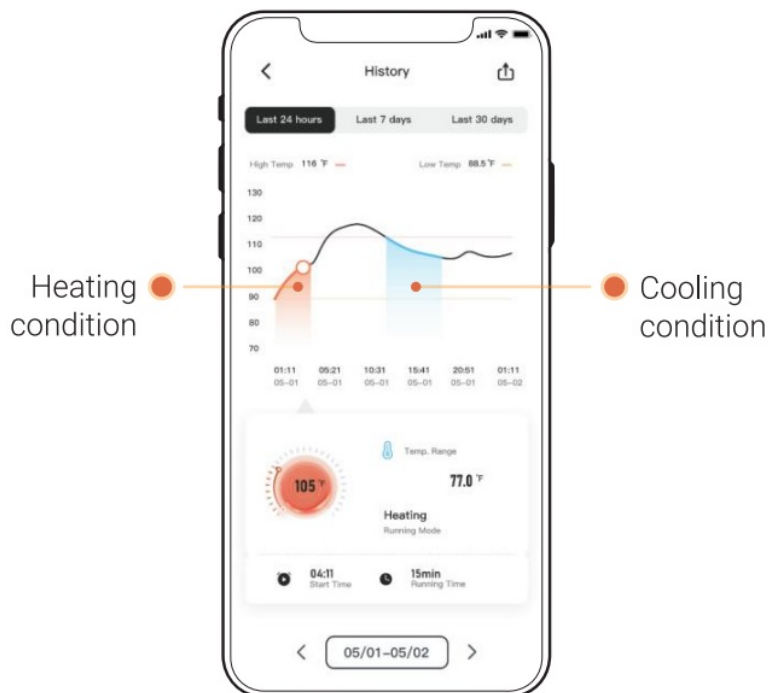 History
Last 24 hours Last 7 days Last 30 days
High Temp 116 °F Low Temp 88.5 °F
130
120
110
100
90
80
70
Heating
condition
Cooling
condition
01:11 05:21 10:31 15:41 20:51 01:11
05-01 05-01 05-01 05-01 05-01 05-02
105 °F
Temp. Range
77.0 °F
Heating
Running Mode
04:11
Start Time
15min
Running Time
05/01-05/02